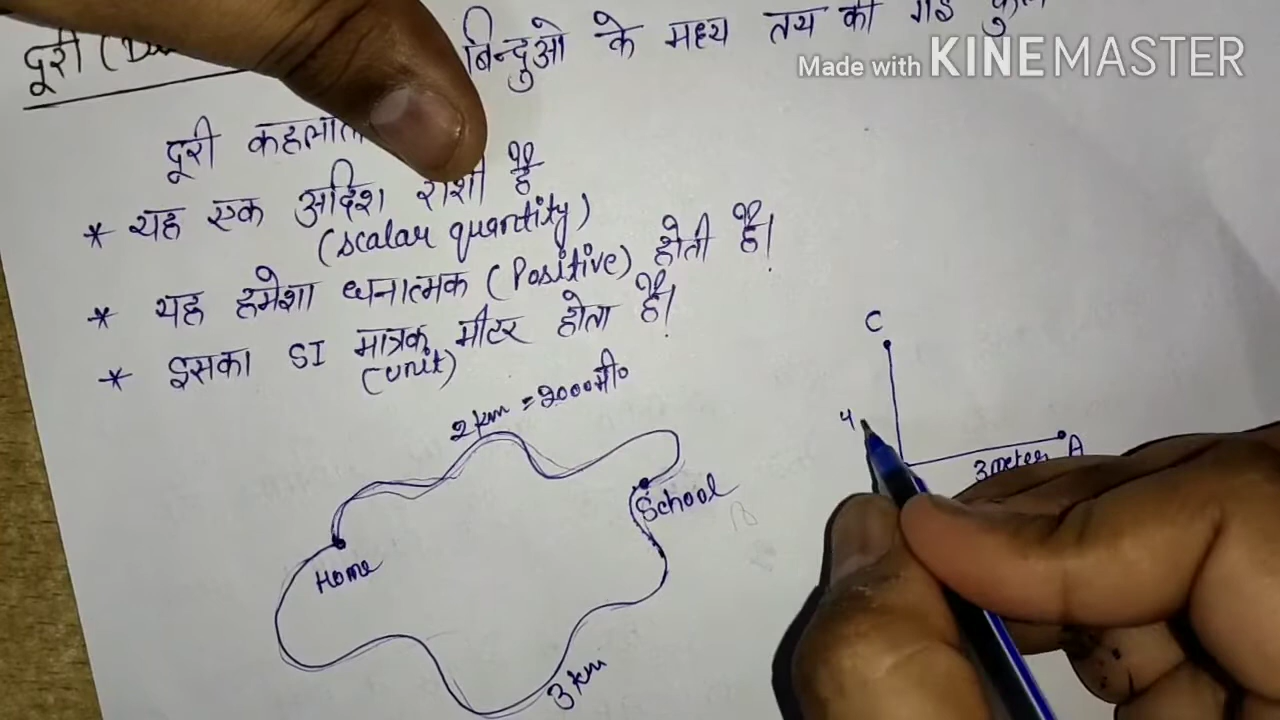 Made with KINEMASTER
दूरी ( बिन्दुओ के मध्य तय की गई
दूरी
* यह एक अदिश राशी है
(scalar quantity)
* यह हमेशा धनात्मक (Positive) होती है।
* इसका SI मात्रक मीटर होता है।
(unit)
2 km = 2000 मी०
C
4
3 meter A
School
Home
3 km